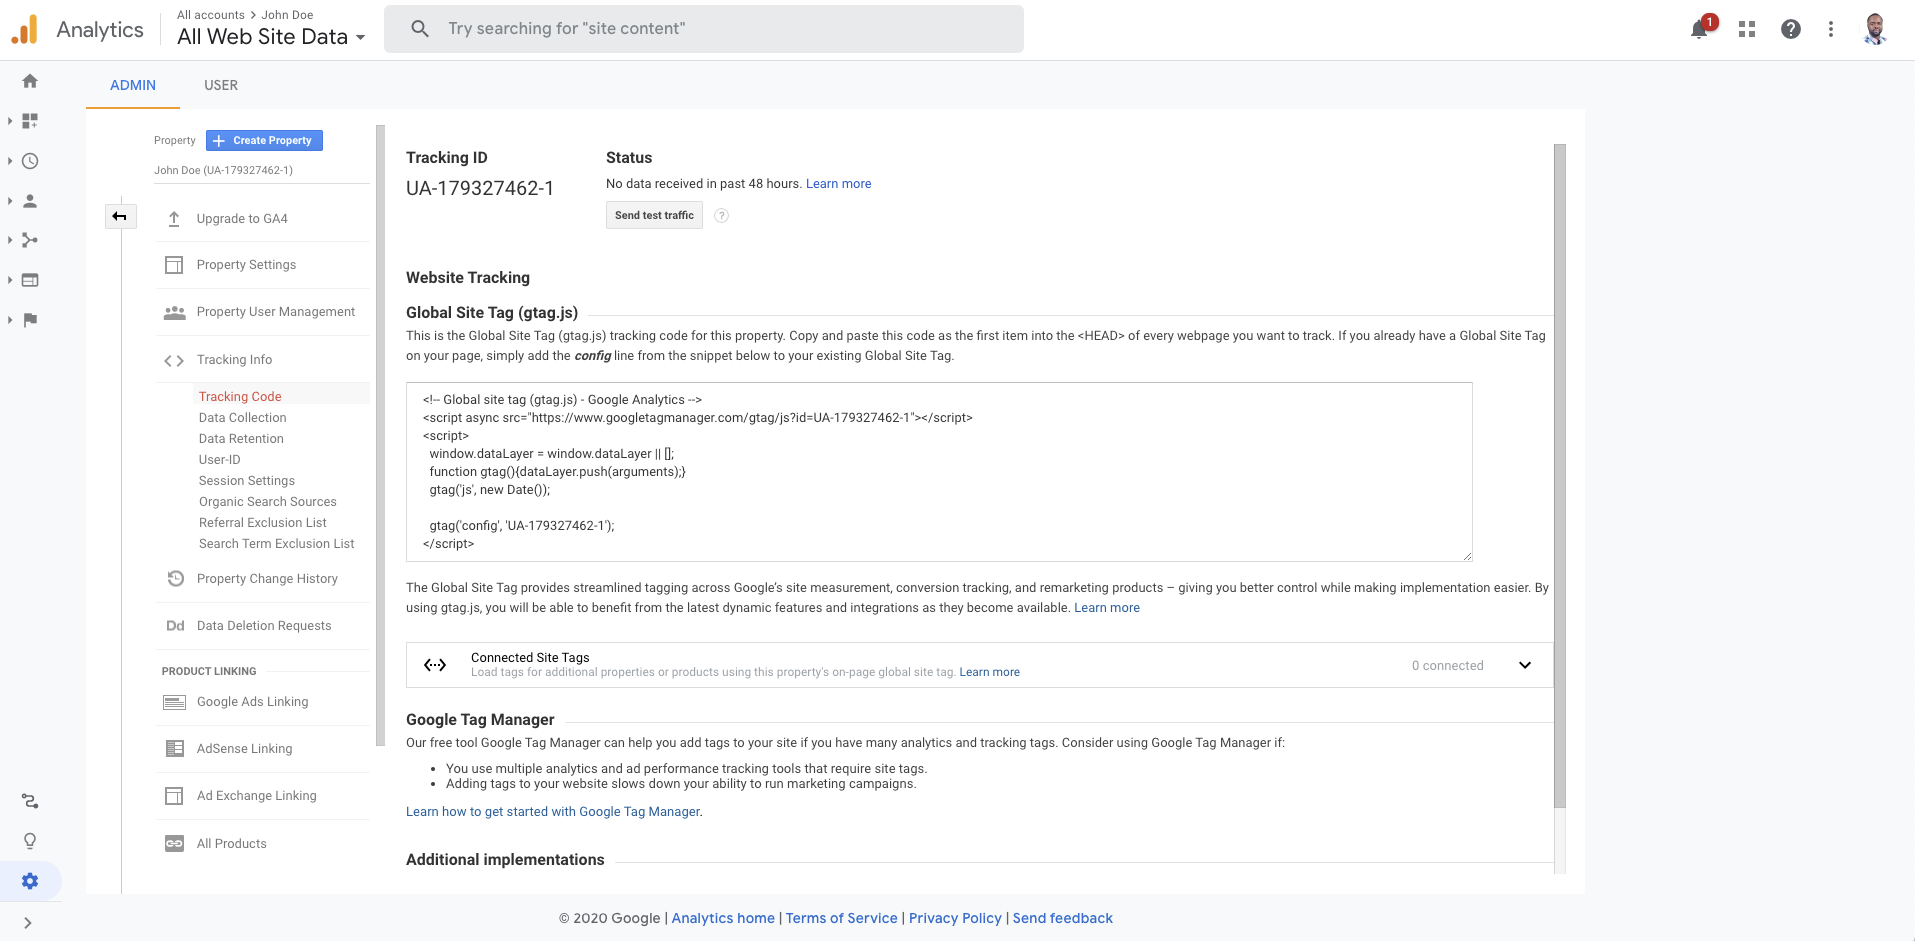 Analytics
All accounts > John Doe
All Web Site Data
Try searching for "site content"
1
ADMIN
USER
Property
Create Property
John Doe (UA-179327462-1)
Upgrade to GA4
Property Settings
Property User Management
Tracking Info
Tracking Code
Data Collection
Data Retention
User-ID
Session Settings
Organic Search Sources
Referral Exclusion List
Search Term Exclusion List
Property Change History
Dd Data Deletion Requests
PRODUCT LINKING
Google Ads Linking
AdSense Linking
Ad Exchange Linking
All Products
Tracking ID
UA-179327462-1
Status
No data received in past 48 hours. Learn more
Send test traffic ?
Website Tracking
Global Site Tag (gtag.js)
This is the Global Site Tag (gtag.js) tracking code for this property. Copy and paste this code as the first item into the <HEAD> of every webpage you want to track. If you already have a Global Site Tag
on your page, simply add the config line from the snippet below to your existing Global Site Tag.
<!-- Global site tag (gtag.js) - Google Analytics -->
<script async src="https://www.googletagmanager.com/gtag/js?id=UA-179327462-1"></script>
<script>
window.dataLayer = window.dataLayer || [];
function gtag(){dataLayer.push(arguments);}
gtag('js', new Date());
gtag('config', 'UA-179327462-1');
</script>
The Global Site Tag provides streamlined tagging across Google's site measurement, conversion tracking, and remarketing products – giving you better control while making implementation easier. By
using gtag.js, you will be able to benefit from the latest dynamic features and integrations as they become available. Learn more
Connected Site Tags
Load tags for additional properties or products using this property's on-page global site tag. Learn more
0 connected
Google Tag Manager
Our free tool Google Tag Manager can help you add tags to your site if you have many analytics and tracking tags. Consider using Google Tag Manager if:
• You use multiple analytics and ad performance tracking tools that require site tags.
• Adding tags to your website slows down your ability to run marketing campaigns.
Learn how to get started with Google Tag Manager.
Additional implementations
© 2020 Google | Analytics home | Terms of Service | Privacy Policy | Send feedback